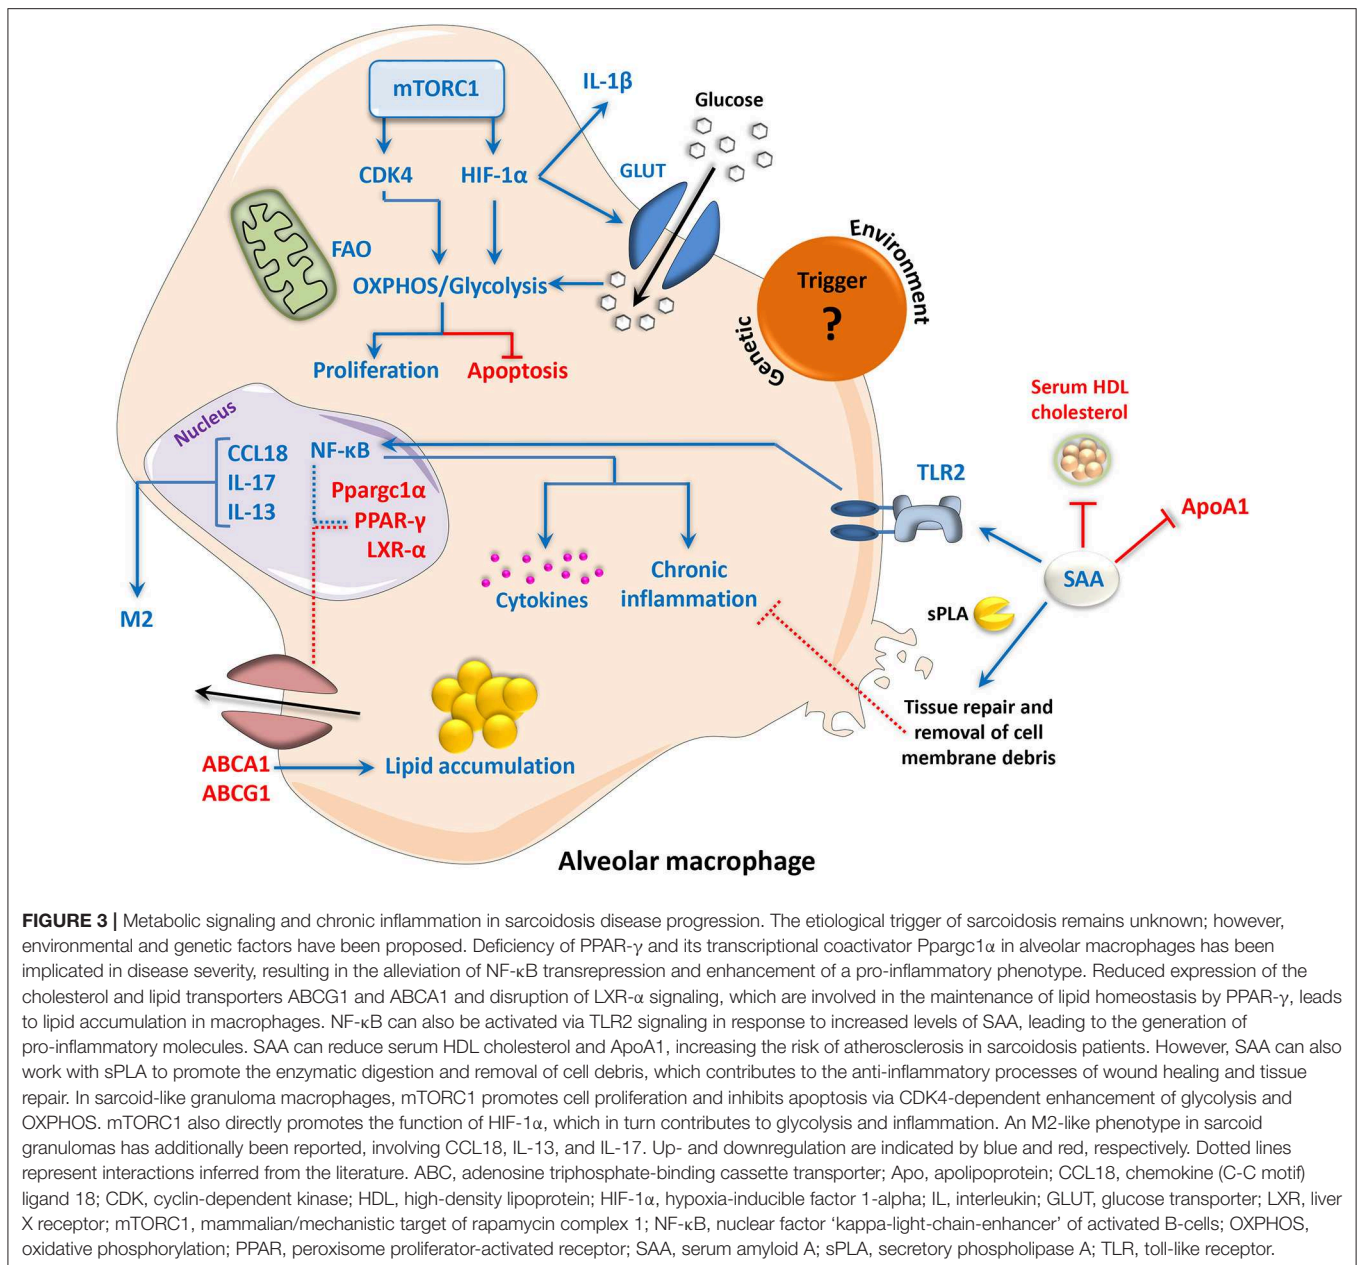 mTORC1
IL-1β
Glucose
CDK4
HIF-1α
GLUT
FAO
OXPHOS/Glycolysis
Proliferation
Apoptosis
Environment
Trigger
?
Genetic
Serum HDL
cholesterol
Nucleus
CCL18
IL-17
IL-13
NF-κB
Ppargc1α
PPAR-γ
LXR-α
TLR2
ApoA1
SAA
sPLA
Cytokines
Chronic
inflammation
M2
Tissue repair and
removal of cell
membrane debris
ABCA1
ABCG1
Lipid accumulation
Alveolar macrophage
FIGURE 3 | Metabolic signaling and chronic inflammation in sarcoidosis disease progression. The etiological trigger of sarcoidosis remains unknown; however,
environmental and genetic factors have been proposed. Deficiency of PPAR-γ and its transcriptional coactivator Ppargc1α in alveolar macrophages has been
implicated in disease severity, resulting in the alleviation of NF-κB transrepression and enhancement of a pro-inflammatory phenotype. Reduced expression of the
cholesterol and lipid transporters ABCG1 and ABCA1 and disruption of LXR-α signaling, which are involved in the maintenance of lipid homeostasis by PPAR-γ, leads
to lipid accumulation in macrophages. NF-κB can also be activated via TLR2 signaling in response to increased levels of SAA, leading to the generation of
pro-inflammatory molecules. SAA can reduce serum HDL cholesterol and ApoA1, increasing the risk of atherosclerosis in sarcoidosis patients. However, SAA can also
work with sPLA to promote the enzymatic digestion and removal of cell debris, which contributes to the anti-inflammatory processes of wound healing and tissue
repair. In sarcoid-like granuloma macrophages, mTORC1 promotes cell proliferation and inhibits apoptosis via CDK4-dependent enhancement of glycolysis and
OXPHOS. mTORC1 also directly promotes the function of HIF-1α, which in turn contributes to glycolysis and inflammation. An M2-like phenotype in sarcoid
granulomas has additionally been reported, involving CCL18, IL-13, and IL-17. Up- and downregulation are indicated by blue and red, respectively. Dotted lines
represent interactions inferred from the literature. ABC, adenosine triphosphate-binding cassette transporter; Apo, apolipoprotein; CCL18, chemokine (C-C motif)
ligand 18; CDK, cyclin-dependent kinase; HDL, high-density lipoprotein; HIF-1α, hypoxia-inducible factor 1-alpha; IL, interleukin; GLUT, glucose transporter; LXR, liver
X receptor; mTORC1, mammalian/mechanistic target of rapamycin complex 1; NF-κB, nuclear factor ‘kappa-light-chain-enhancer’ of activated B-cells; OXPHOS,
oxidative phosphorylation; PPAR, peroxisome proliferator-activated receptor; SAA, serum amyloid A; sPLA, secretory phospholipase A; TLR, toll-like receptor.